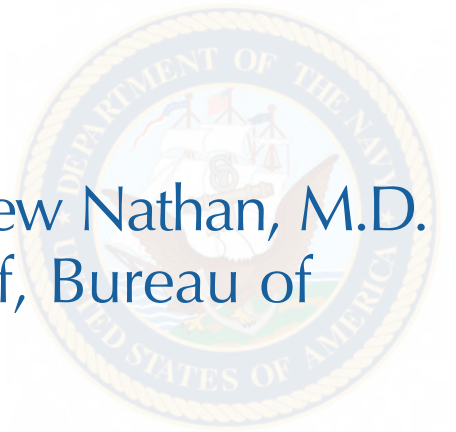 DEPARTMENT OF THE NAVY
ew Nathan, M.D.
f, Bureau of
UNITED STATES OF AMERICA